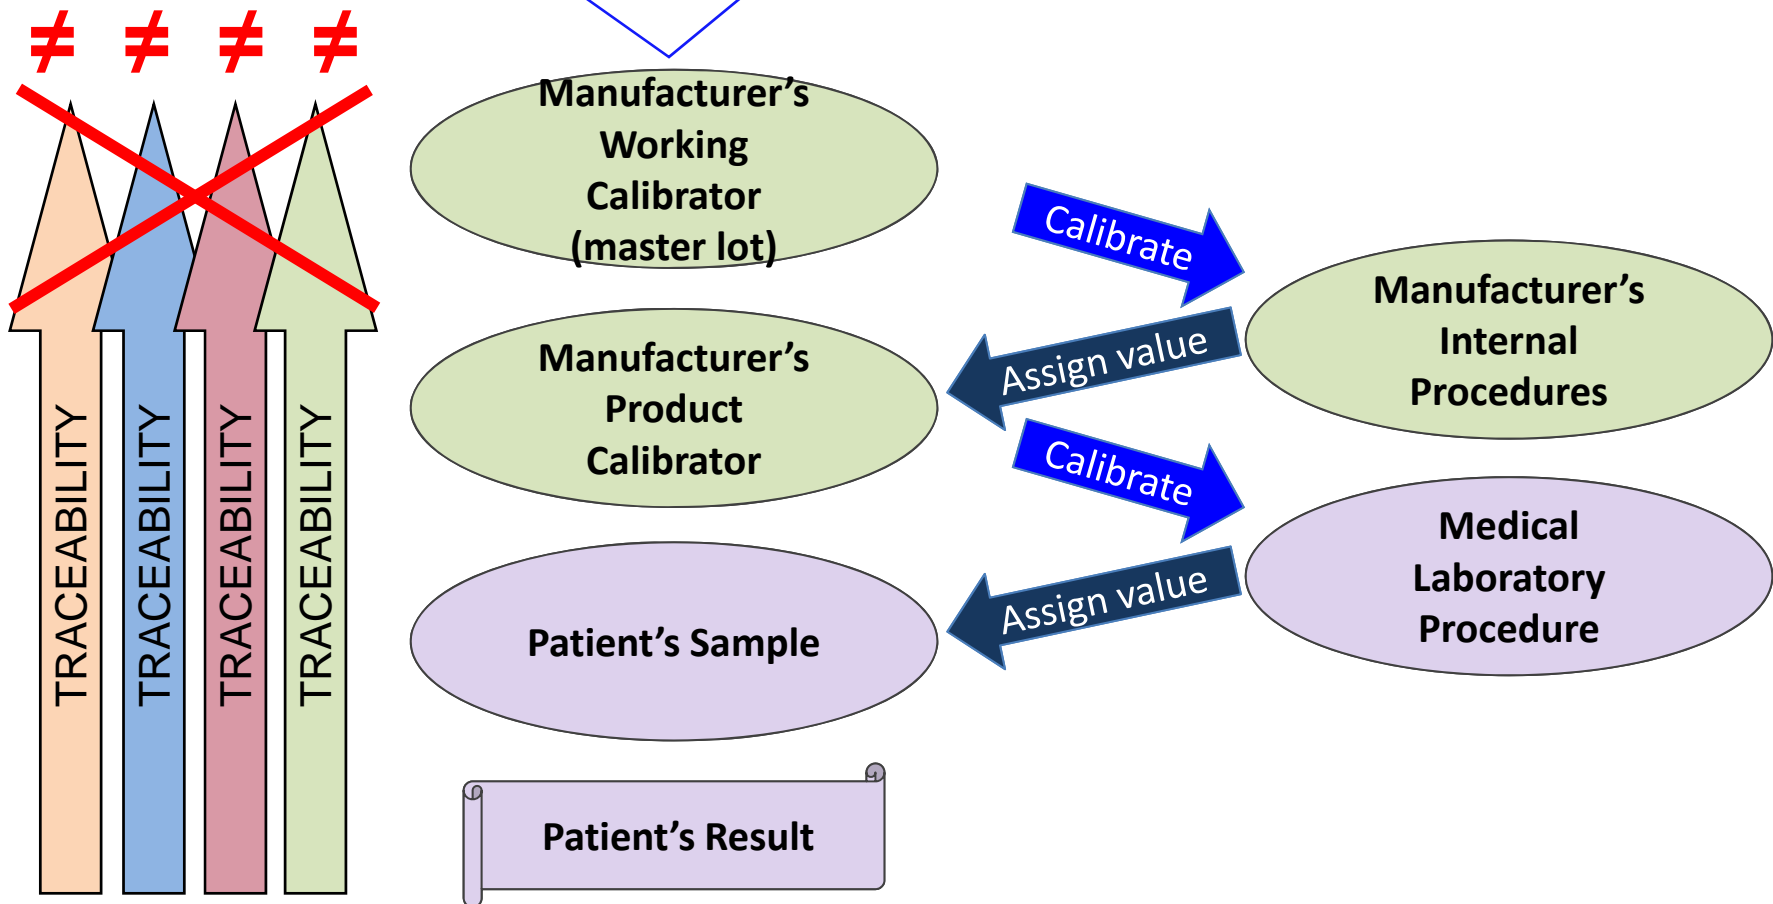 ≠ ≠ ≠ ≠
TRACEABILITY
TRACEABILITY
TRACEABILITY
TRACEABILITY
Manufacturer’s
Working
Calibrator
(master lot)
Calibrate
Manufacturer’s
Internal
Procedures
Assign value
Manufacturer’s
Product
Calibrator
Calibrate
Medical
Laboratory
Procedure
Assign value
Patient’s Sample
Patient’s Result